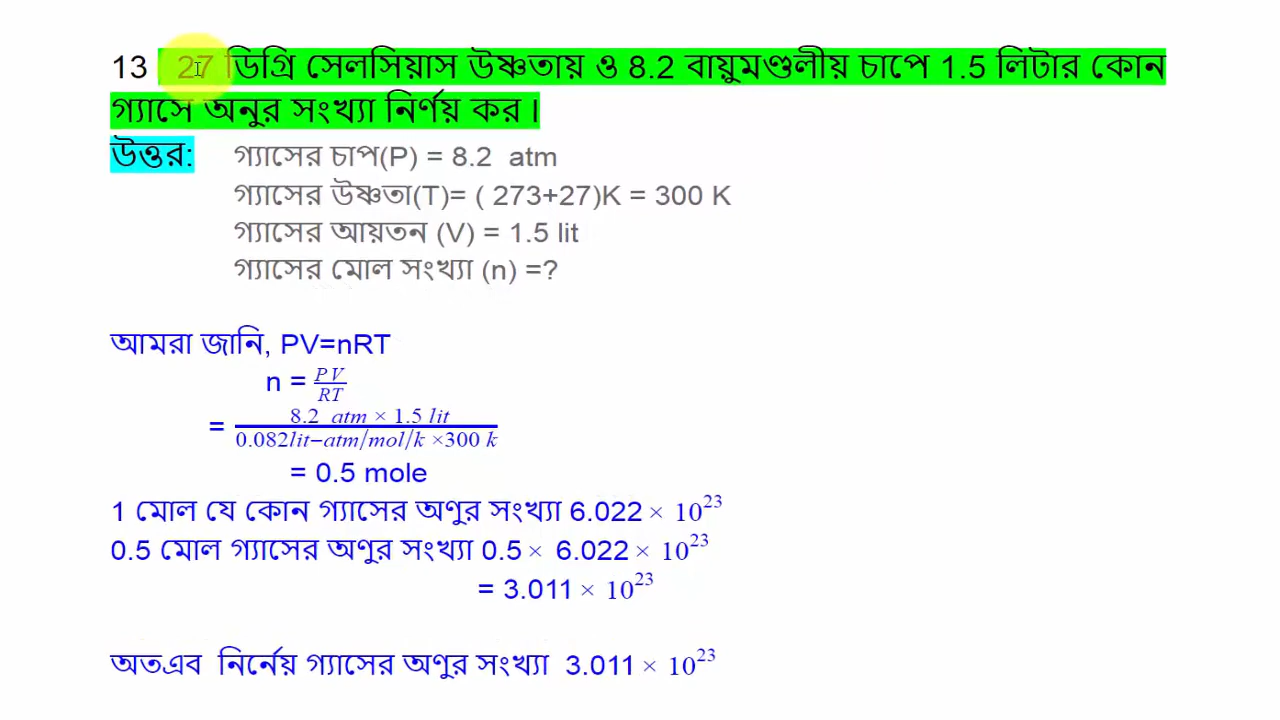 13 27 ডিগ্রি সেলসিয়াস উষ্ণতায় ও 8.2 বায়ুমণ্ডলীয় চাপে 1.5 লিটার কোন
গ্যাসে অনুর সংখ্যা নির্ণয় কর ।
উত্তর: গ্যাসের চাপ(P) = 8.2 atm
গ্যাসের উষ্ণতা(T)= ( 273+27)K = 300 K
গ্যাসের আয়তন (V) = 1.5 lit
গ্যাসের মোল সংখ্যা (n) =?
আমরা জানি, PV=nRT
n = PV/RT
= 8.2 atm × 1.5 lit / 0.082lit−atm/mol/k ×300 k
= 0.5 mole
1 মোল যে কোন গ্যাসের অণুর সংখ্যা 6.022 × 10²³
0.5 মোল গ্যাসের অণুর সংখ্যা 0.5 × 6.022 × 10²³
= 3.011 × 10²³
অতএব নির্নেয় গ্যাসের অণুর সংখ্যা 3.011 × 10²³